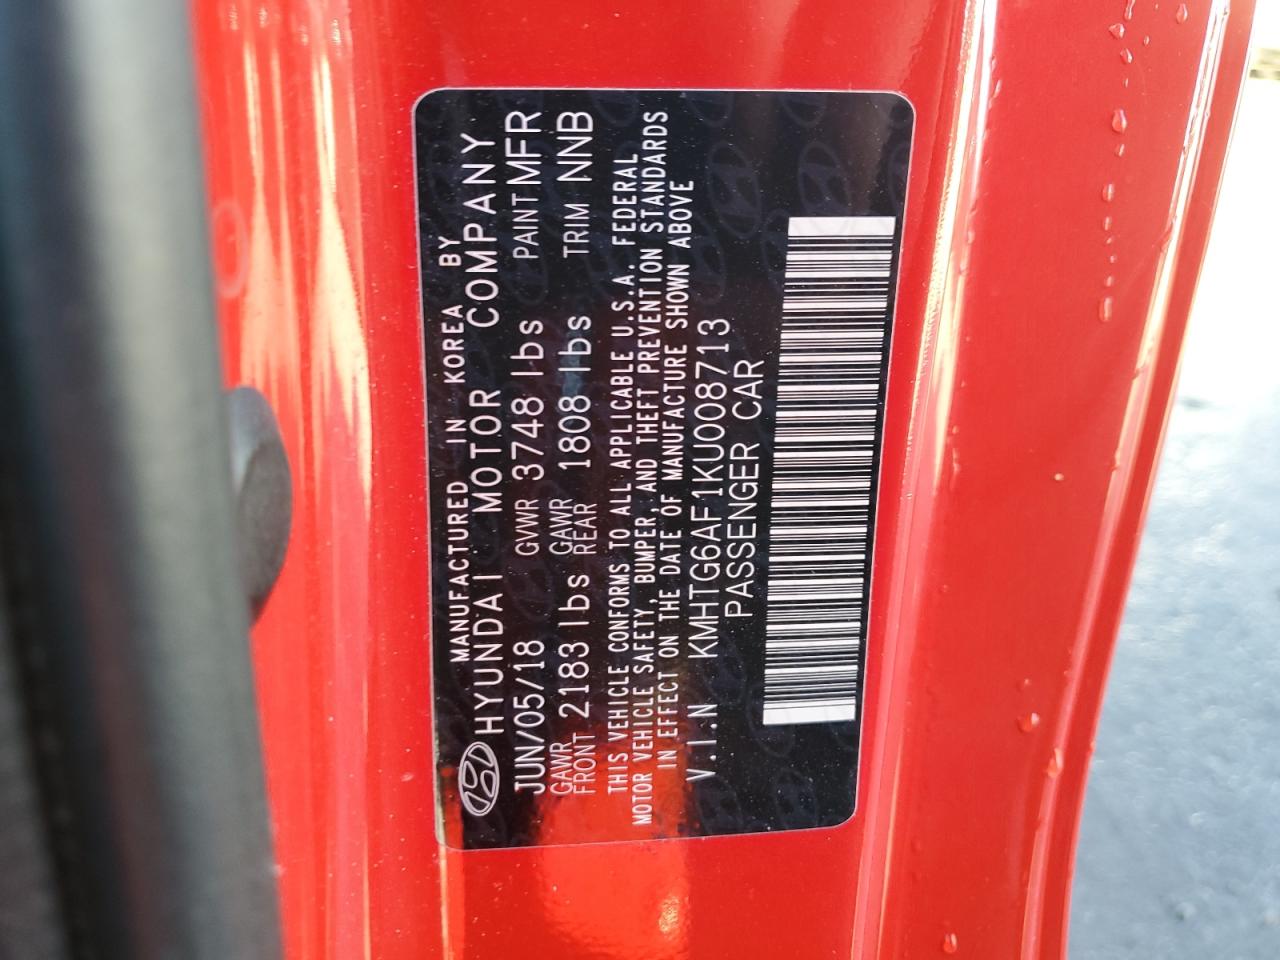 MANUFACTURED IN KOREA BY
HYUNDAI MOTOR COMPANY
JUN/05/18 GVWR 3748 lbs PAINT MFR
GAWR FRONT 2183 lbs GAWR REAR 1808 lbs TRIM NNB
THIS VEHICLE CONFORMS TO ALL APPLICABLE U.S.A. FEDERAL
MOTOR VEHICLE SAFETY, BUMPER, AND THEFT PREVENTION STANDARDS
IN EFFECT ON THE DATE OF MANUFACTURE SHOWN ABOVE
V.I.N KMHTG6AF1KU008713
PASSENGER CAR